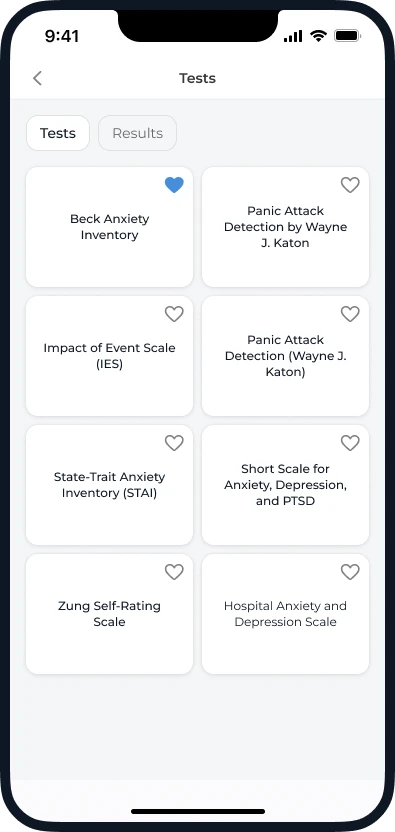 9:41
Tests
Tests
Results
Beck Anxiety
Inventory
Panic Attack
Detection by Wayne
J. Katon
Impact of Event Scale
(IES)
Panic Attack
Detection (Wayne J.
Katon)
State-Trait Anxiety
Inventory (STAI)
Short Scale for
Anxiety, Depression,
and PTSD
Zung Self-Rating
Scale
Hospital Anxiety and
Depression Scale